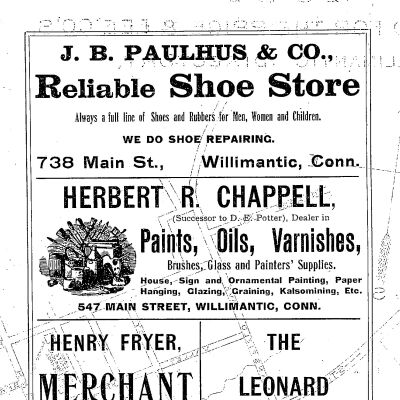 J. B. PAULHUS & CO.,
Reliable Shoe Store
Always a full line of Shoes and Rubbers for Men, Women and Children.
WE DO SHOE REPAIRING.
738 Main St., Willimantic, Conn.
HERBERT R. CHAPPELL,
(Successor to D. E. Potter), Dealer in
Paints, Oils, Varnishes,
Brushes, Glass and Painters' Supplies.
House, Sign and Ornamental Painting, Paper
Hanging, Glazing, Graining, Kalsomining, Etc.
547 MAIN STREET, WILLIMANTIC, CONN.
HENRY FRYER,
MERCHANT
THE
LEONARD